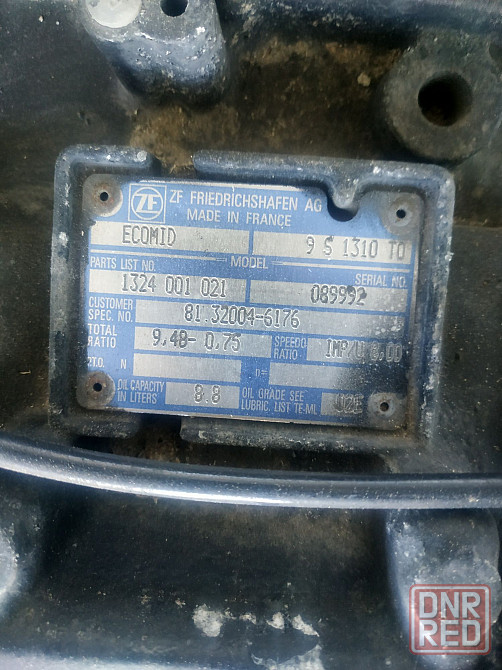 ZF
ZF FRIEDRICHSHAFEN AG
MADE IN FRANCE
ECOMID 9 S 1310 TO
PARTS LIST NO. MODEL SERIAL NO.
1324 001 021 089992
CUSTOMER SPEC. NO. 81.32004-6176
TOTAL RATIO 9,48- 0,75 SPEEDO RATIO
P.T.O. N
OIL CAPACITY IN LITERS 8.8 OIL GRADE SEE LUBRIC. LIST TE-ML 02E
DNR
RED